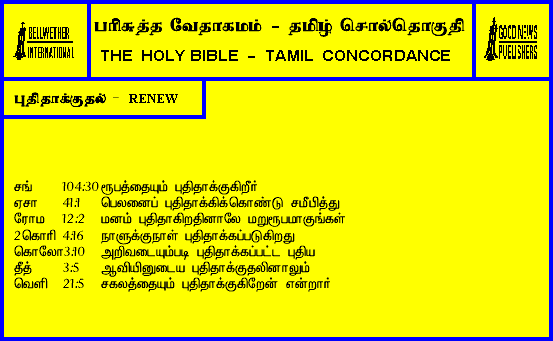 BELLWETHER
INTERNATIONAL
பரிசுத்த வேதாகமம் - தமிழ் சொல்தொகுதி
THE HOLY BIBLE - TAMIL CONCORDANCE
GOOD NEWS
PUBLISHERS
புதிதாக்குதல் - RENEW
சங் 104:30 ரூபத்தையும் புதிதாக்குகிறீர்
ஏசா 41:1 பெலனைப் புதிதாக்கிக்கொண்டு சமீபித்து
ரோம 12:2 மனம் புதிதாகிறதினாலே மறுரூபமாகுங்கள்
2கொரி 4:16 நாளுக்குநாள் புதிதாக்கப்படுகிறது
கொலோ 3:10 அறிவடையும்படி புதிதாக்கப்பட்ட புதிய
தீத் 3:5 ஆவியினுடைய புதிதாக்குதலினாலும்
வெளி 21:5 சகலத்தையும் புதிதாக்குகிறேன் என்றார்